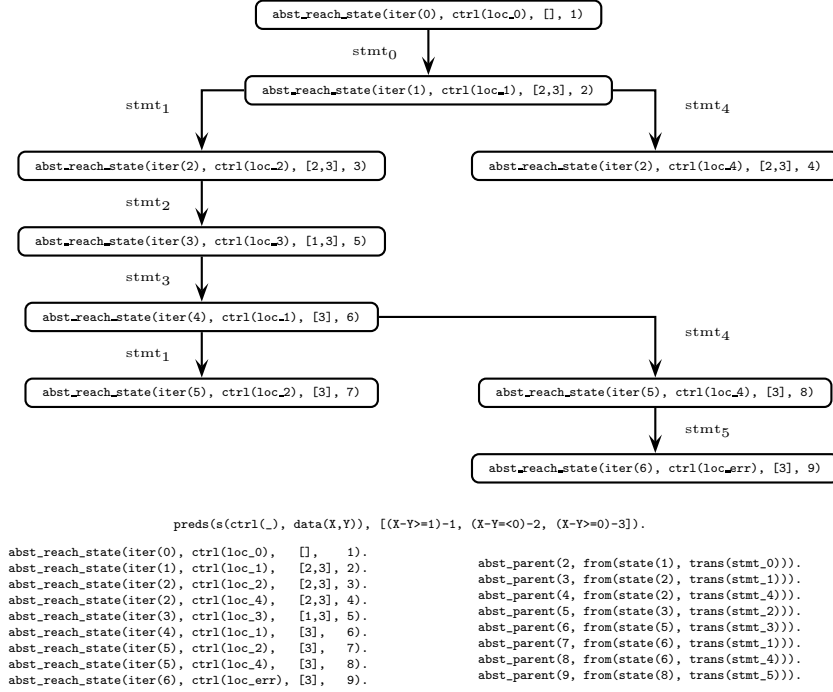 abst_reach_state(iter(0), ctrl(loc_0), [], 1)
stmt0
abst_reach_state(iter(1), ctrl(loc_1), [2,3], 2)
stmt1
stmt4
abst_reach_state(iter(2), ctrl(loc_2), [2,3], 3)
abst_reach_state(iter(2), ctrl(loc_4), [2,3], 4)
stmt2
abst_reach_state(iter(3), ctrl(loc_3), [1,3], 5)
stmt3
abst_reach_state(iter(4), ctrl(loc_1), [3], 6)
stmt1
stmt4
abst_reach_state(iter(5), ctrl(loc_2), [3], 7)
abst_reach_state(iter(5), ctrl(loc_4), [3], 8)
stmt5
abst_reach_state(iter(6), ctrl(loc_err), [3], 9)
preds(s(ctrl(_), data(X,Y)), [(X-Y>=1)-1, (X-Y=<0)-2, (X-Y>=0)-3]).
abst_reach_state(iter(0), ctrl(loc_0), [], 1).
abst_reach_state(iter(1), ctrl(loc_1), [2,3], 2).
abst_reach_state(iter(2), ctrl(loc_2), [2,3], 3).
abst_reach_state(iter(2), ctrl(loc_4), [2,3], 4).
abst_reach_state(iter(3), ctrl(loc_3), [1,3], 5).
abst_reach_state(iter(4), ctrl(loc_1), [3], 6).
abst_reach_state(iter(5), ctrl(loc_2), [3], 7).
abst_reach_state(iter(5), ctrl(loc_4), [3], 8).
abst_reach_state(iter(6), ctrl(loc_err), [3], 9).
abst_parent(2, from(state(1), trans(stmt_0))).
abst_parent(3, from(state(2), trans(stmt_1))).
abst_parent(4, from(state(2), trans(stmt_4))).
abst_parent(5, from(state(3), trans(stmt_2))).
abst_parent(6, from(state(5), trans(stmt_3))).
abst_parent(7, from(state(6), trans(stmt_1))).
abst_parent(8, from(state(6), trans(stmt_4))).
abst_parent(9, from(state(8), trans(stmt_5))).